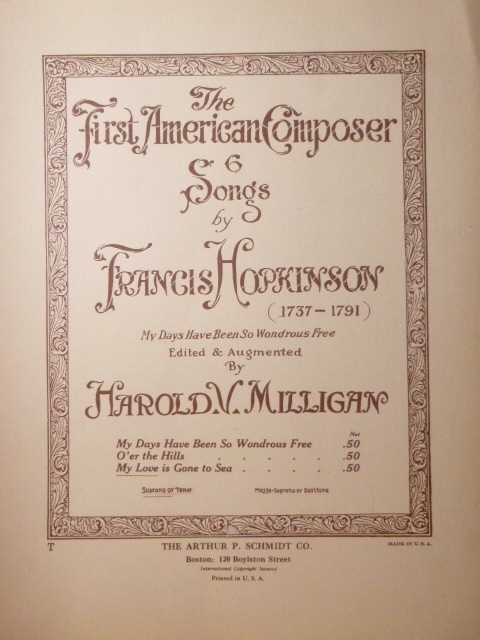 The
First American Composer
6
Songs
by
FRANCIS HOPKINSON
(1737-1791)
My Days Have Been So Wondrous Free
Edited & Augmented
By
HAROLD.V. MILLIGAN
Net
My Days Have Been So Wondrous Free .50
O'er the Hills . . . . . .50
My Love is Gone to Sea . . . . .50
Soprano or Tenor Mezzo-Soprano or Baritone
T THE ARTHUR P. SCHMIDT CO. MADE IN U.S.A.
Boston: 120 Boylston Street
International Copyright Secured
Printed in U. S. A.